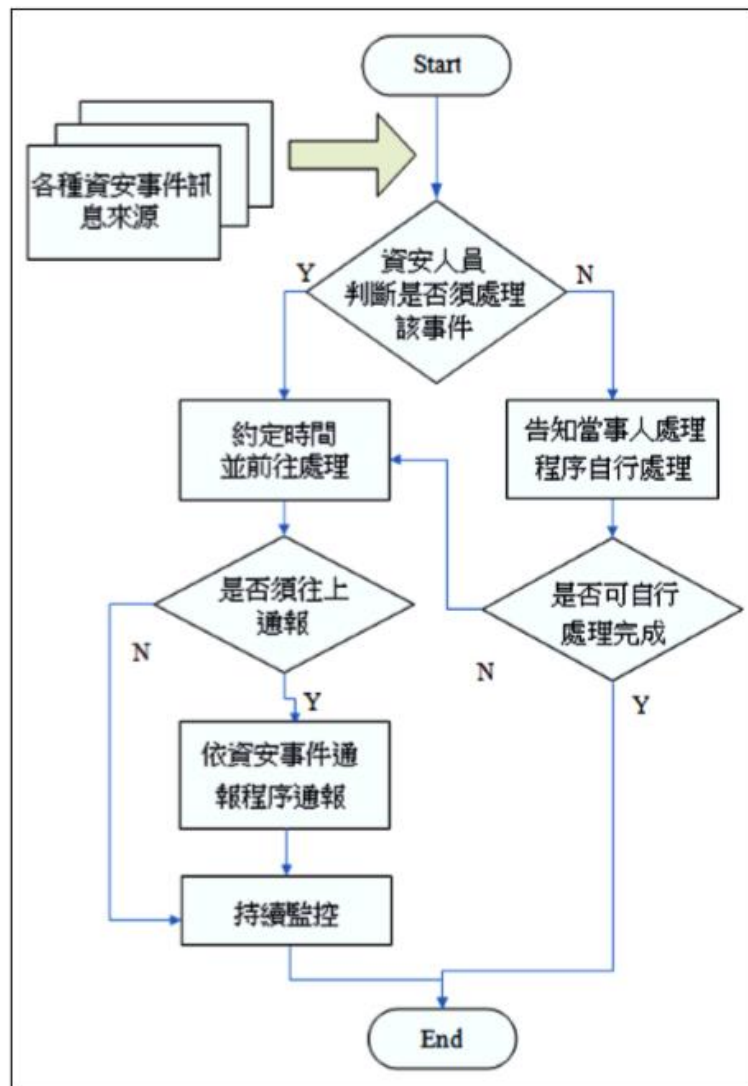 Start
各種資安事件訊
息來源
資安人員
判斷是否須處理
該事件
Y
N
約定時間
並前往處理
告知當事人處理
程序自行處理
是否須往上
通報
是否可自行
處理完成
N
N
Y
Y
依資安事件通
報程序通報
持續監控
End